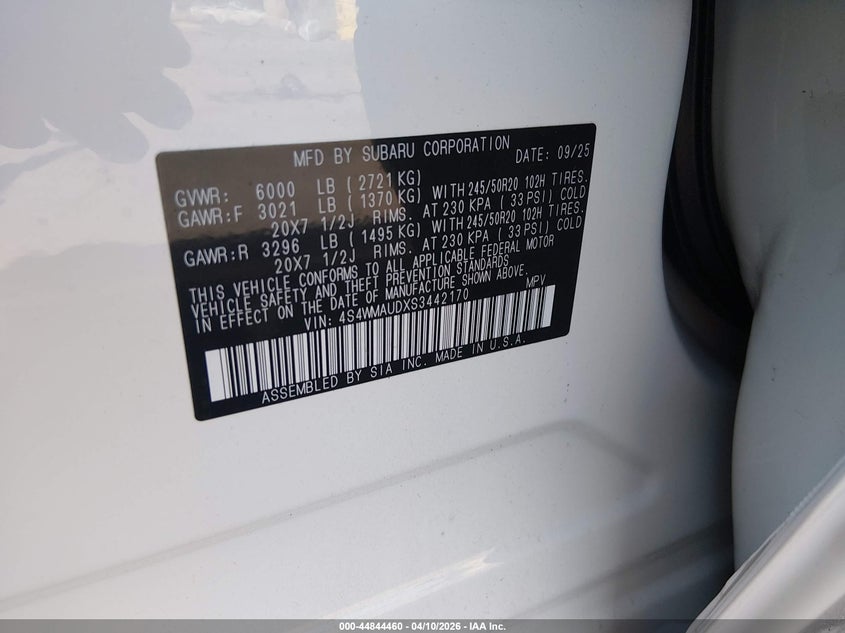 MFD BY SUBARU CORPORATION DATE: 09/25
GVWR: 6000 LB ( 2721 KG)
GAWR:F 3021 LB ( 1370 KG) WITH 245/50R20 102H TIRES.
20X7 1/2J RIMS. AT 230 KPA ( 33 PSI) COLD
GAWR:R 3296 LB ( 1495 KG) WITH 245/50R20 102H TIRES.
20X7 1/2J RIMS. AT 230 KPA ( 33 PSI) COLD
THIS VEHICLE CONFORMS TO ALL APPLICABLE FEDERAL MOTOR
VEHICLE SAFETY AND THEFT PREVENTION STANDARDS
IN EFFECT ON THE DATE OF MANUFACTURE SHOWN ABOVE.
VIN: 4S4WMAUDXS3442170 MPV
ASSEMBLED BY SIA INC. MADE IN U.S.A.
000-44844460 - 04/10/2026 - IAA Inc.